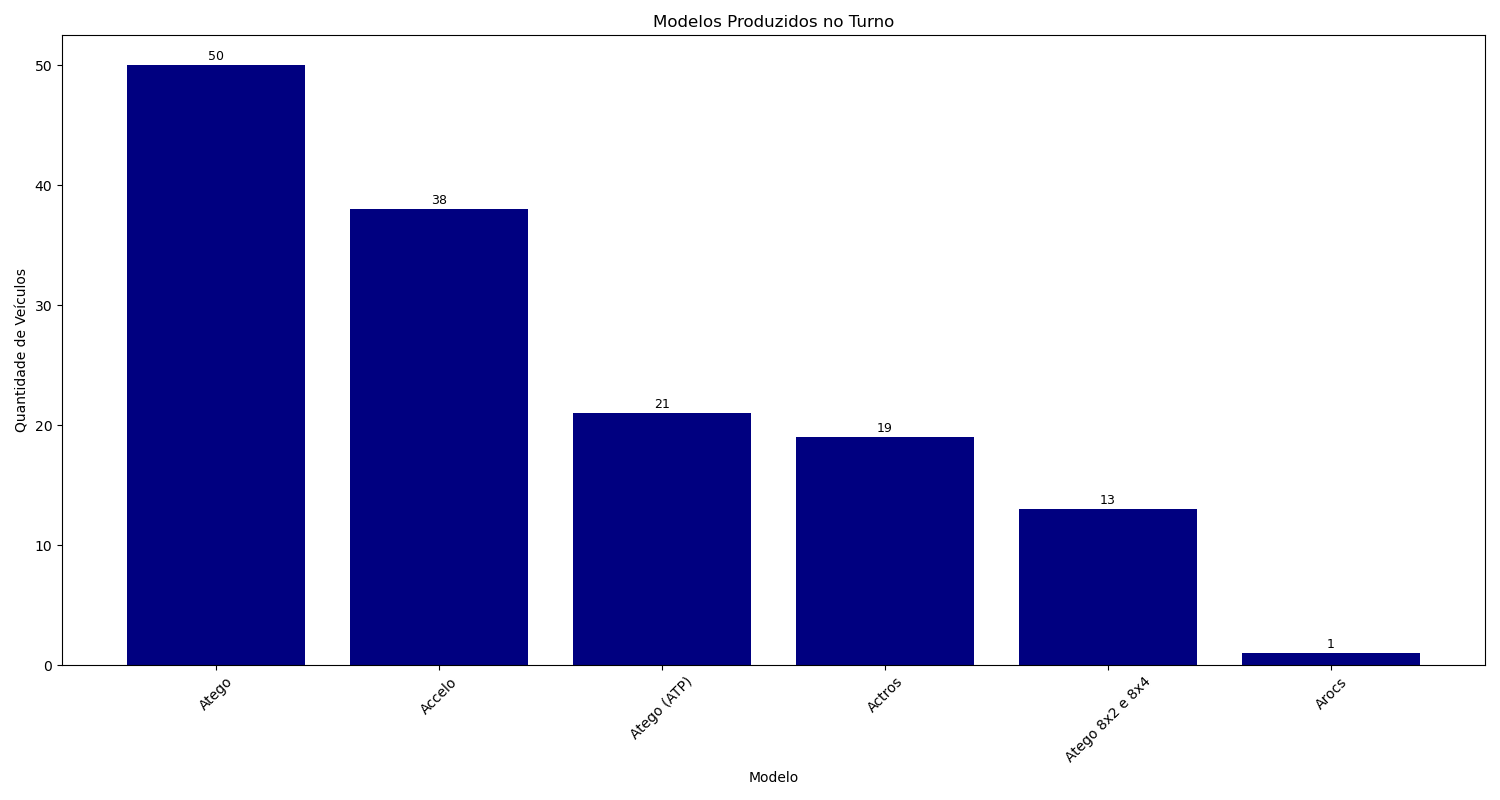 Modelos Produzidos no Turno
Quantidade de Veículos
50
40
30
20
10
0
50
38
21
19
13
1
Atego
Accelo
Atego (ATP)
Actros
Atego 8x2 e 8x4
Arocs
Modelo